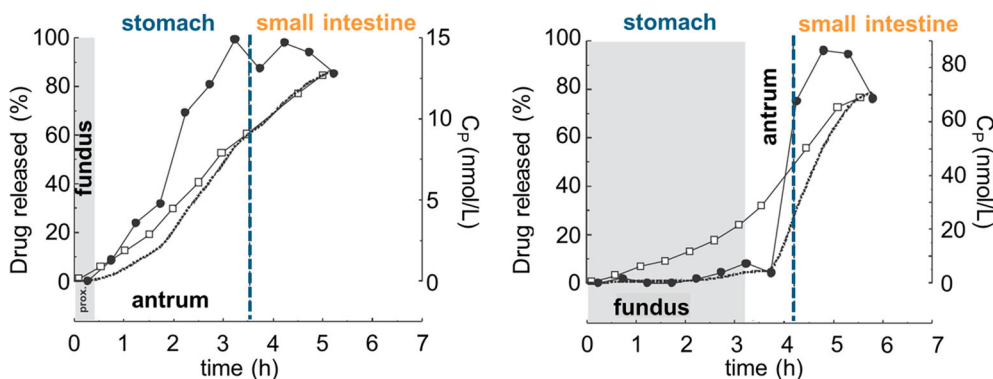 stomach small intestine
100
80
60
40
20
0
Drug released (%)
fundus
prox.
antrum
15
10
5
0
C_P (nmol/L)
0 1 2 3 4 5 6 7
time (h)
stomach small intestine
100
80
60
40
20
0
Drug released (%)
fundus
antrum
80
60
40
20
0
C_P (nmol/L)
0 1 2 3 4 5 6 7
time (h)